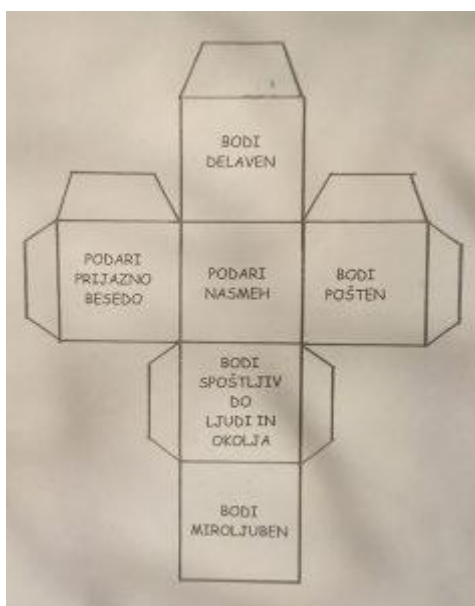 BODI
DELAVEN
PODARI
PRIJAZNO
BESEDO
PODARI
NASMEH
BODI
POŠTEN
BODI
SPOŠTLJIV
DO
LJUDI IN
OKOLJA
BODI
MIROLJUBEN